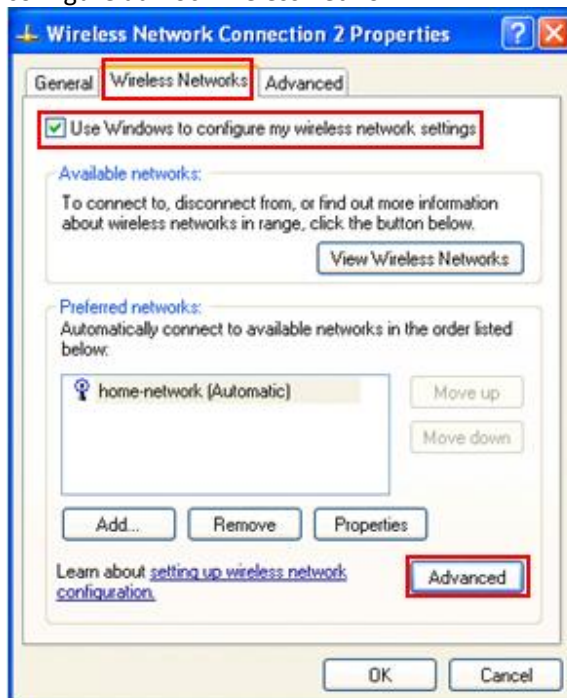 Wireless Network Connection 2 Properties
General Wireless Networks Advanced
Use Windows to configure my wireless network settings
Available networks:
To connect to, disconnect from, or find out more information
about wireless networks in range, click the button below.
View Wireless Networks
Preferred networks:
Automatically connect to available networks in the order listed
below:
home-network (Automatic)
Move up
Move down
Add... Remove Properties
Learn about setting up wireless network
configuration.
Advanced
OK Cancel